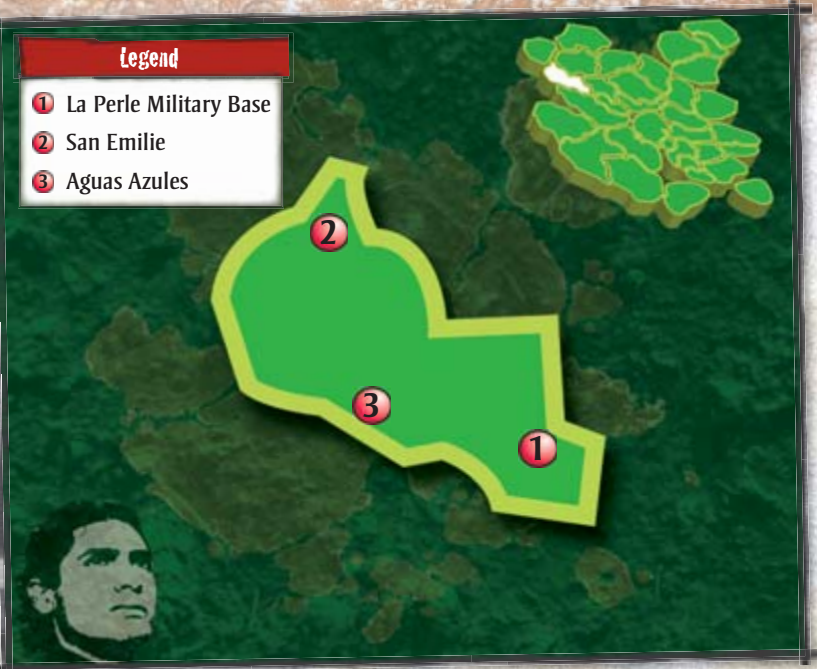 Legend
1 La Perle Military Base
2 San Emilie
3 Aguas Azules
2
3
1